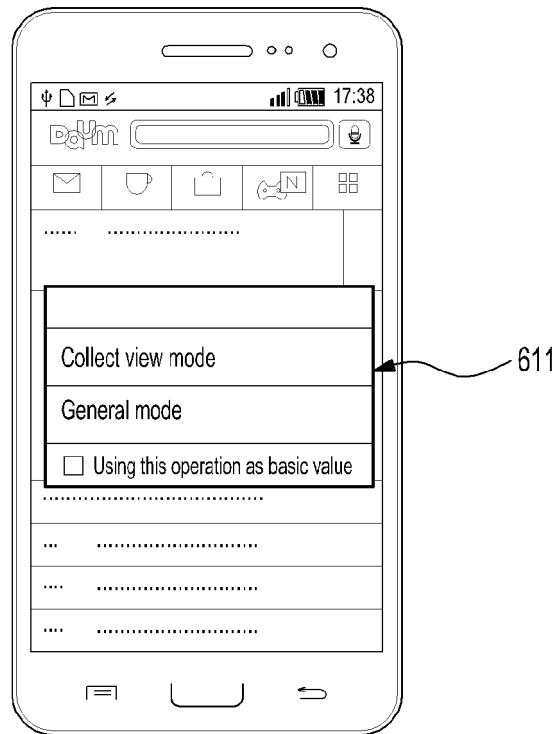 17:38
Daum
N
Collect view mode
General mode
Using this operation as basic value
611